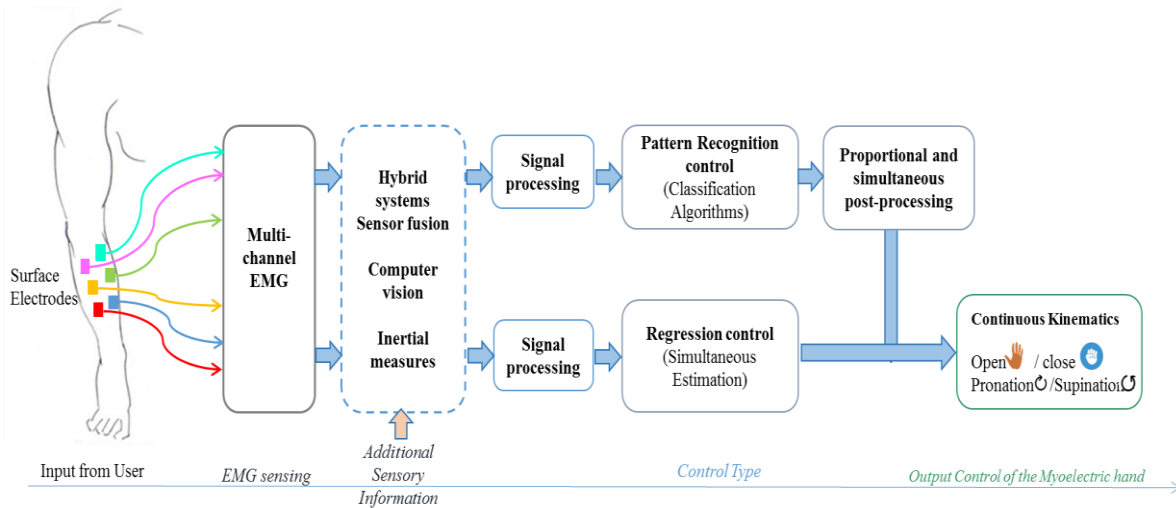 Surface
Electrodes
Input from User
Multi-
channel
EMG
EMG sensing
Hybrid
systems
Sensor fusion
Computer
vision
Inertial
measures
Additional
Sensory
Information
Signal
processing
Signal
processing
Pattern Recognition
control
(Classification
Algorithms)
Regression control
(Simultaneous
Estimation)
Control Type
Proportional and
simultaneous
post-processing
Continuous Kinematics
Open / close
Pronation /Supination
Output Control of the Myoelectric hand